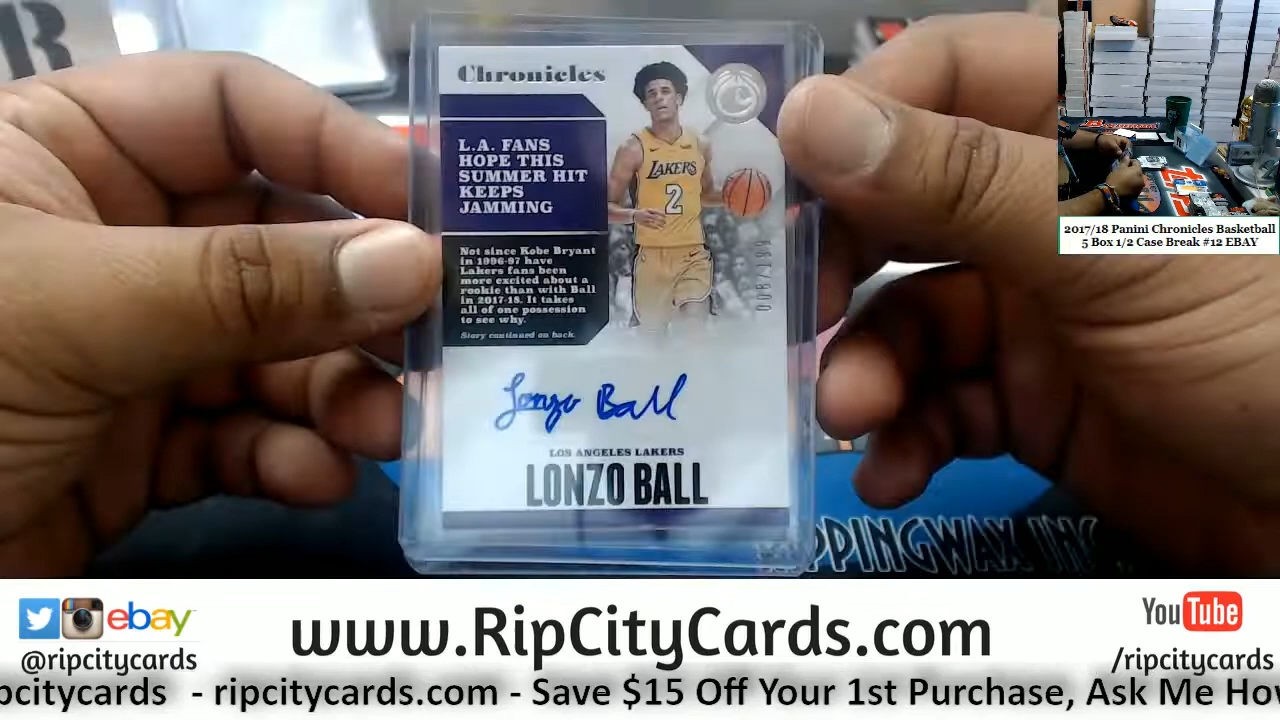 R
Chronicles
L.A. FANS
HOPE THIS
SUMMER HIT
KEEPS
JAMMING
Not since Kobe Bryant
in 1996-97 have
Lakers fans been
more excited about a
rookie than with Ball
in 2017-18. It takes
all of one possession
to see why.
Story continued on back.
LAKERS
2
Lonzo Ball
LOS ANGELES LAKERS
LONZO BALL
2017/18 Panini Chronicles Basketball
5 Box 1/2 Case Break #12 EBAY
PPINGWAX INC
ebay
@ripcitycards
www.RipCityCards.com
YouTube
/ripcitycards
pcitycards - ripcitycards.com - Save $15 Off Your 1st Purchase, Ask Me How